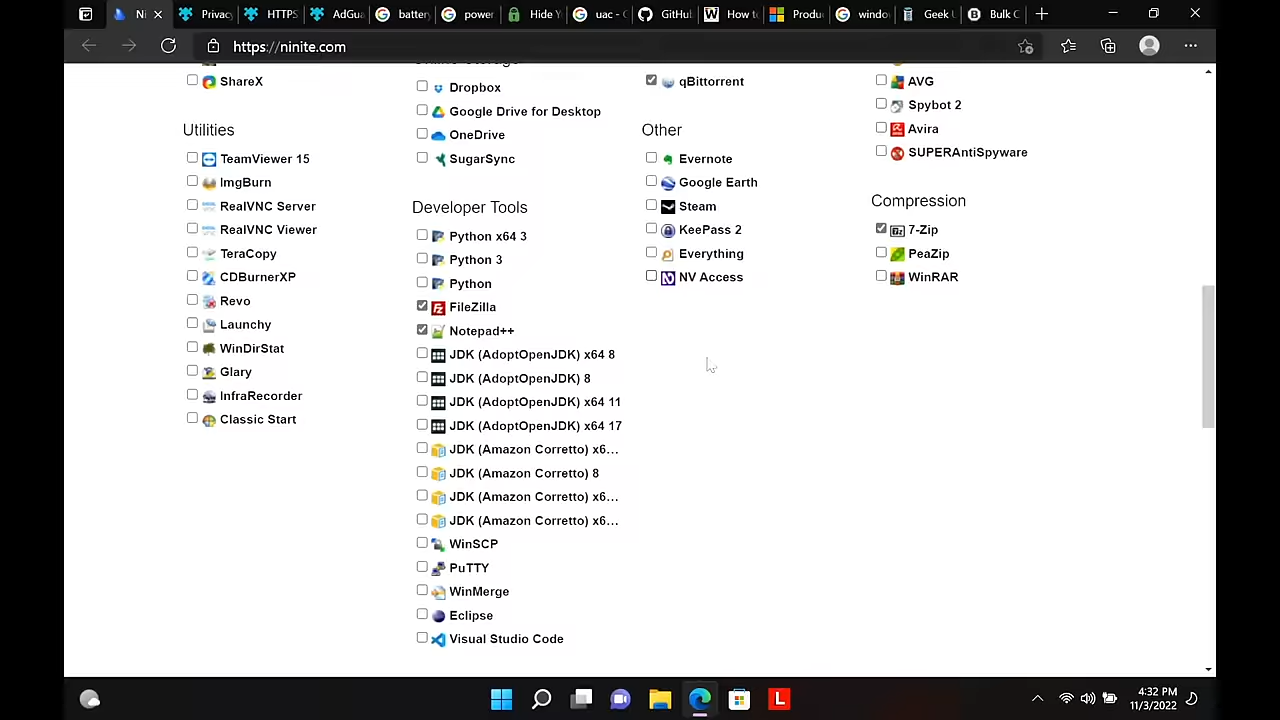 Ni
Privac
HTTPS
AdGua
batter
power
Hide Y
uac - G
GitHub
How to
Produ
windo
Geek U
Bulk C
https://ninite.com
ShareX
Utilities
TeamViewer 15
ImgBurn
RealVNC Server
RealVNC Viewer
TeraCopy
CDBurnerXP
Revo
Launchy
WinDirStat
Glary
InfraRecorder
Classic Start
Dropbox
Google Drive for Desktop
OneDrive
SugarSync
Developer Tools
Python x64 3
Python 3
Python
FileZilla
Notepad++
JDK (AdoptOpenJDK) x64 8
JDK (AdoptOpenJDK) 8
JDK (AdoptOpenJDK) x64 11
JDK (AdoptOpenJDK) x64 17
JDK (Amazon Corretto) x6...
JDK (Amazon Corretto) 8
JDK (Amazon Corretto) x6...
JDK (Amazon Corretto) x6...
WinSCP
PuTTY
WinMerge
Eclipse
Visual Studio Code
qBittorrent
Other
Evernote
Google Earth
Steam
KeePass 2
Everything
NV Access
AVG
Spybot 2
Avira
SUPERAntiSpyware
Compression
7-Zip
PeaZip
WinRAR
L
4:32 PM
11/3/2022